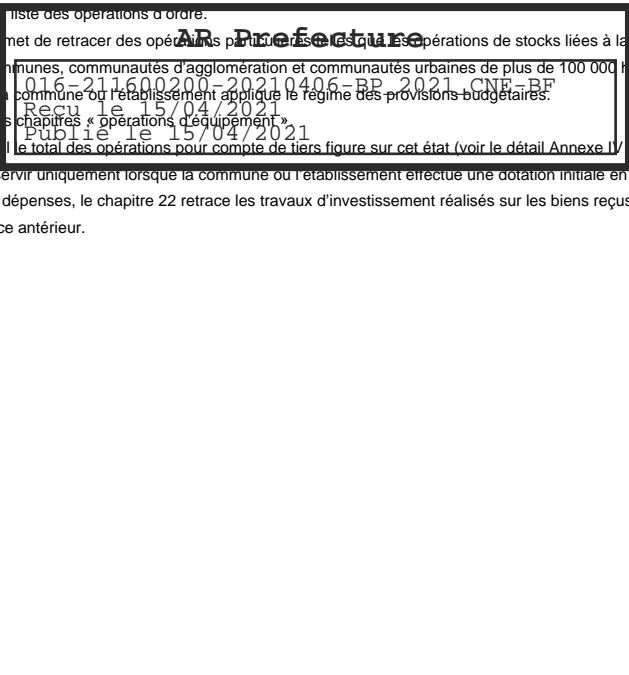 liste des opérations d'ordre.
AR Prefecture
met de retracer des opérations particulières telles que les opérations de stocks liées à la
mmunes, communautés d'agglomération et communautés urbaines de plus de 100 000 h
016-211600200-20210406-BP_2021_CNE-BF
commune ou l'établissement applique le régime des provisions budgétaires.
Reçu le 15/04/2021
s chapitres « opérations d'équipement ».
Publié le 15/04/2021
l le total des opérations pour compte de tiers figure sur cet état (voir le détail Annexe IV
servir uniquement lorsque la commune ou l'établissement effectue une dotation initiale en
dépenses, le chapitre 22 retrace les travaux d'investissement réalisés sur les biens reçus
ce antérieur.